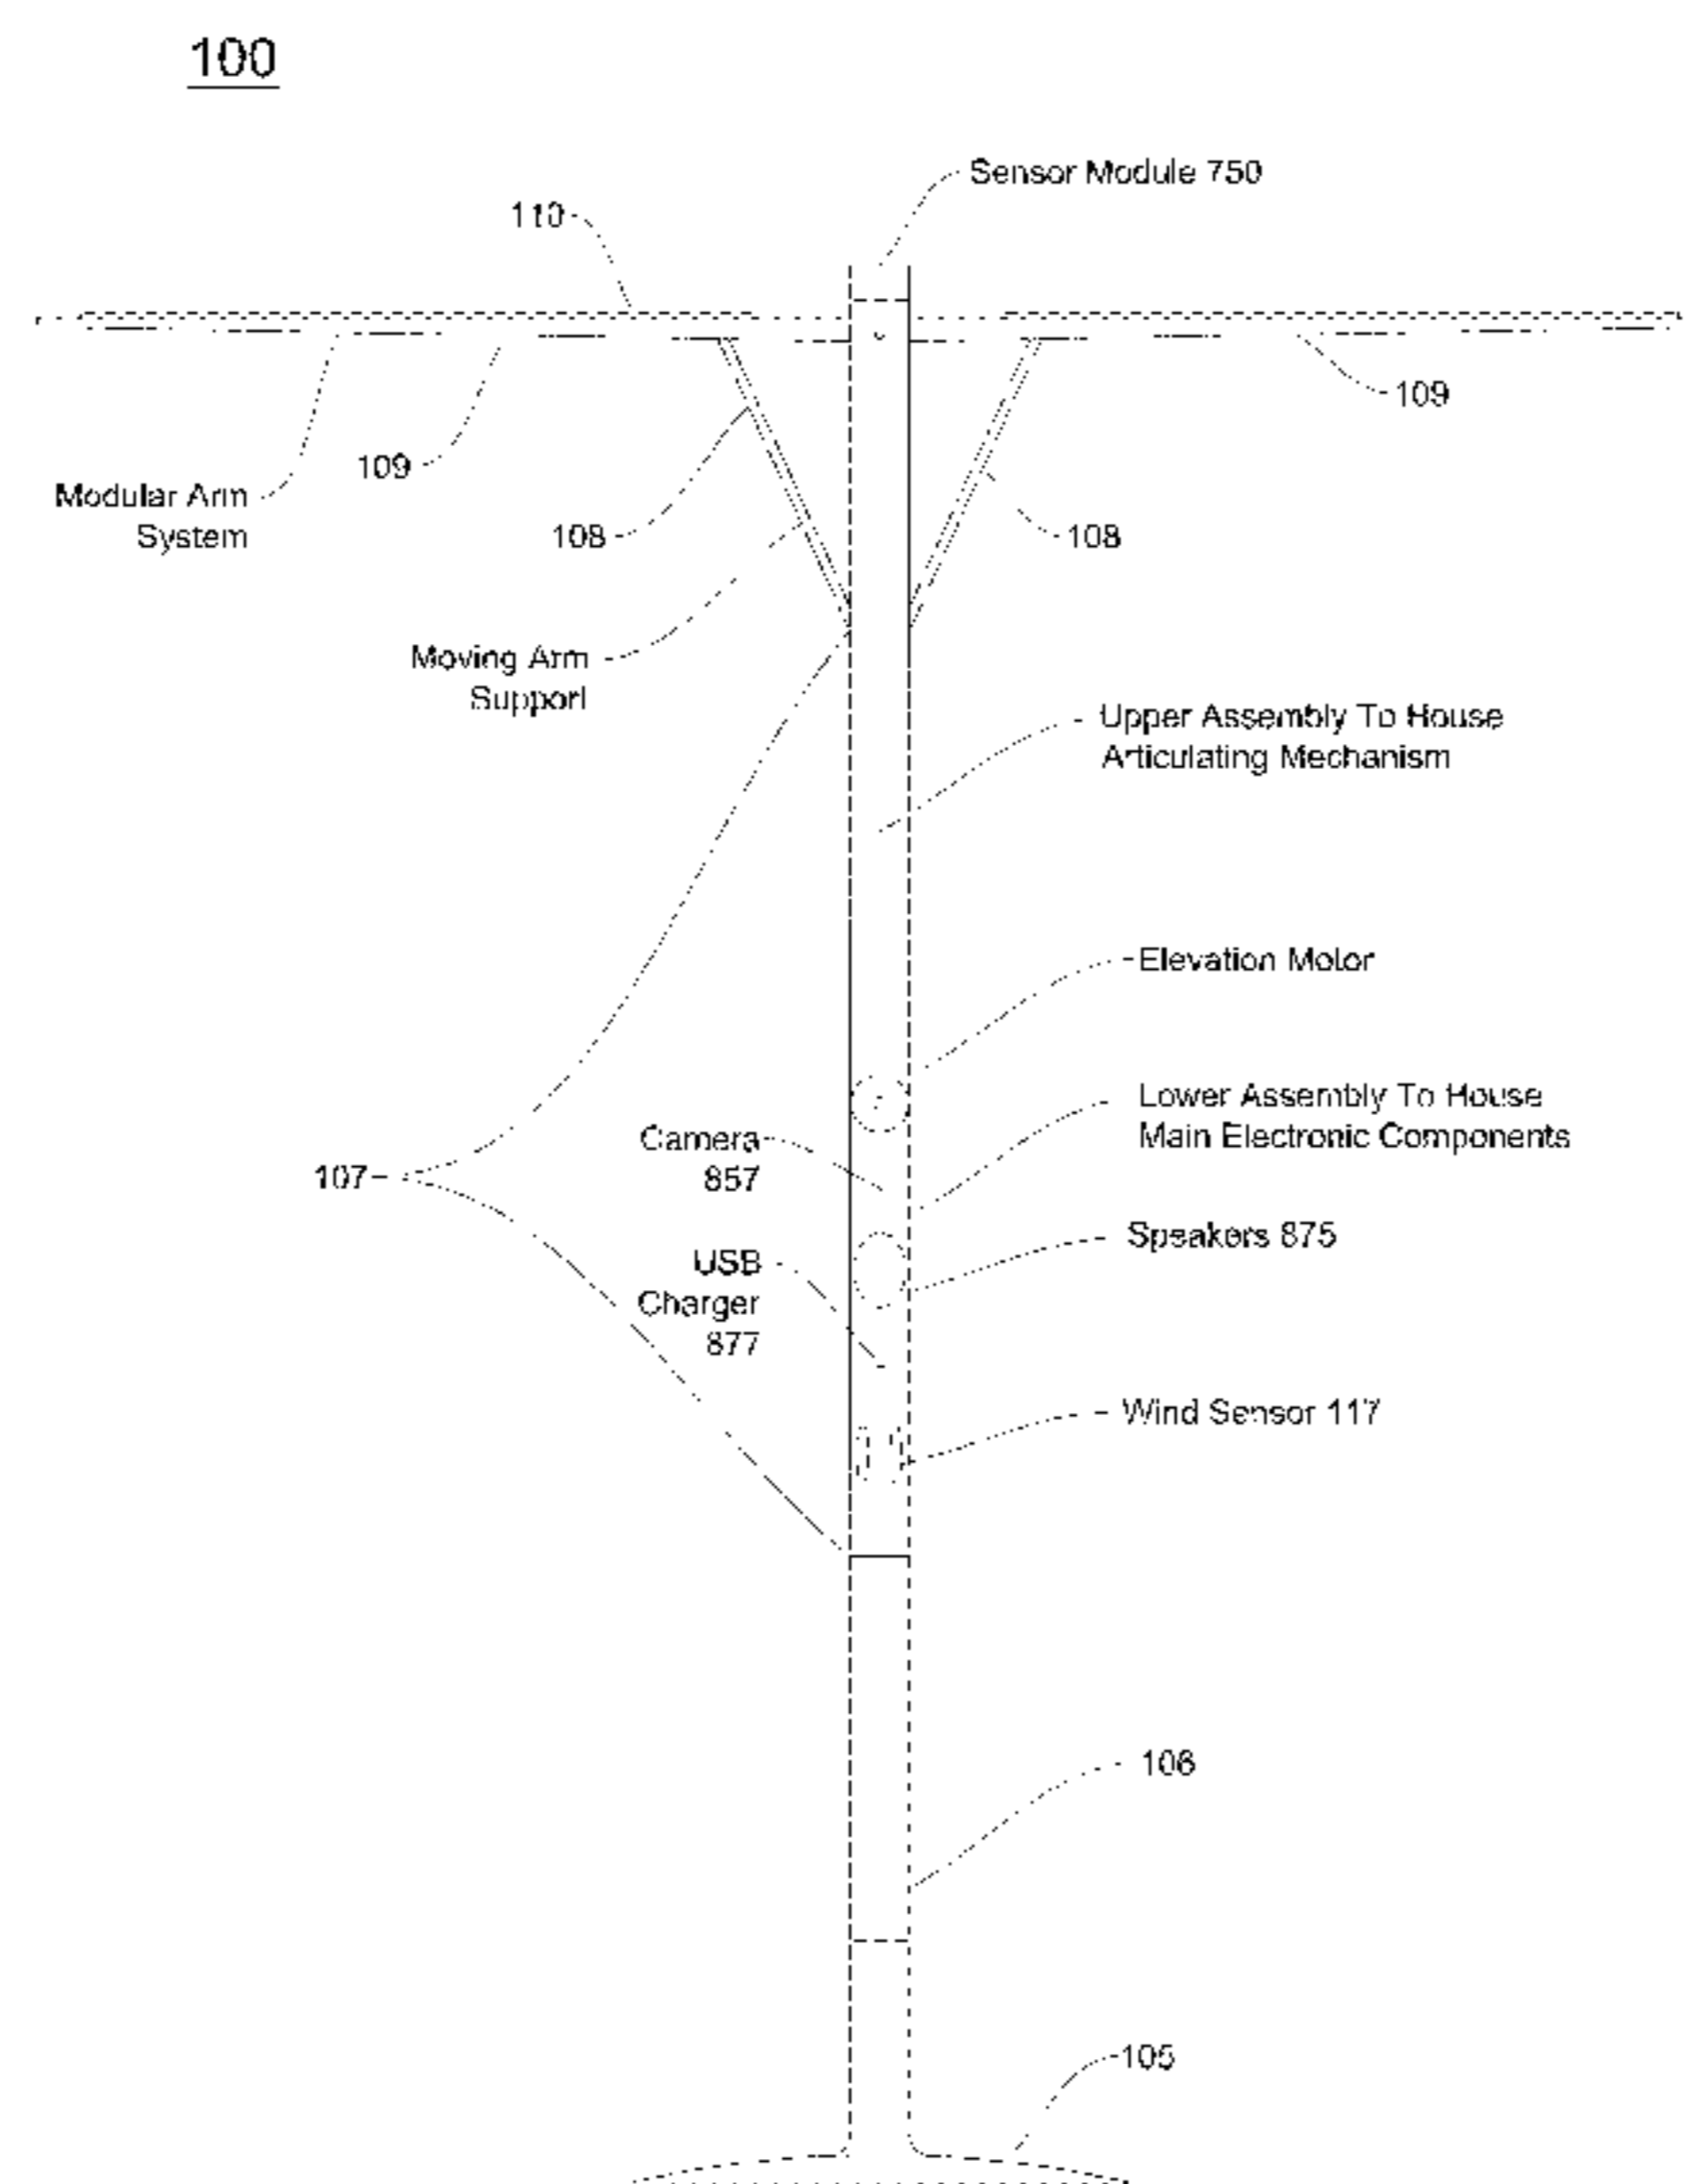 100
Sensor Module 750
110
109
109
Modular Arm
System
108
108
Moving Arm
Support
Upper Assembly To House
Articulating Mechanism
Elevation Motor
Lower Assembly To House
Main Electronic Components
Camera
857
107
Speakers 875
USB
Charger
877
Wind Sensor 117
106
105